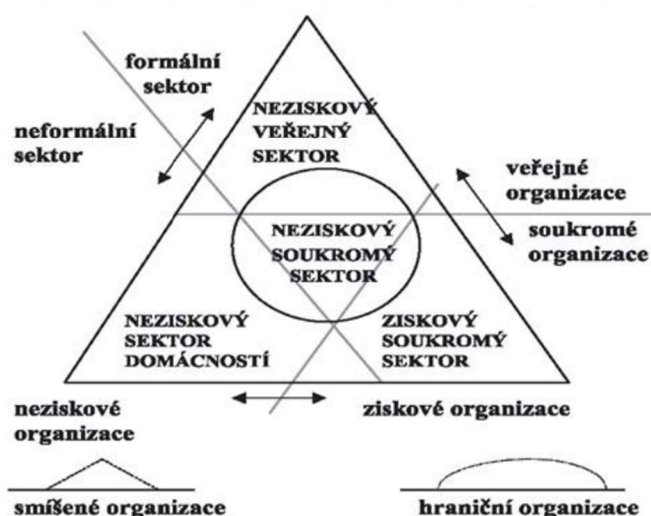 formální
sektor
neformální
sektor
NEZISKOVÝ
VEŘEJNÝ
SEKTOR
veřejné
organizace
soukromé
organizace
NEZISKOVÝ
SOUKROMÝ
SEKTOR
NEZISKOVÝ
SEKTOR
DOMÁCNOSTÍ
ZISKOVÝ
SOUKROMÝ
SEKTOR
neziskové
organizace
ziskové organizace
smíšené organizace
hraniční organizace